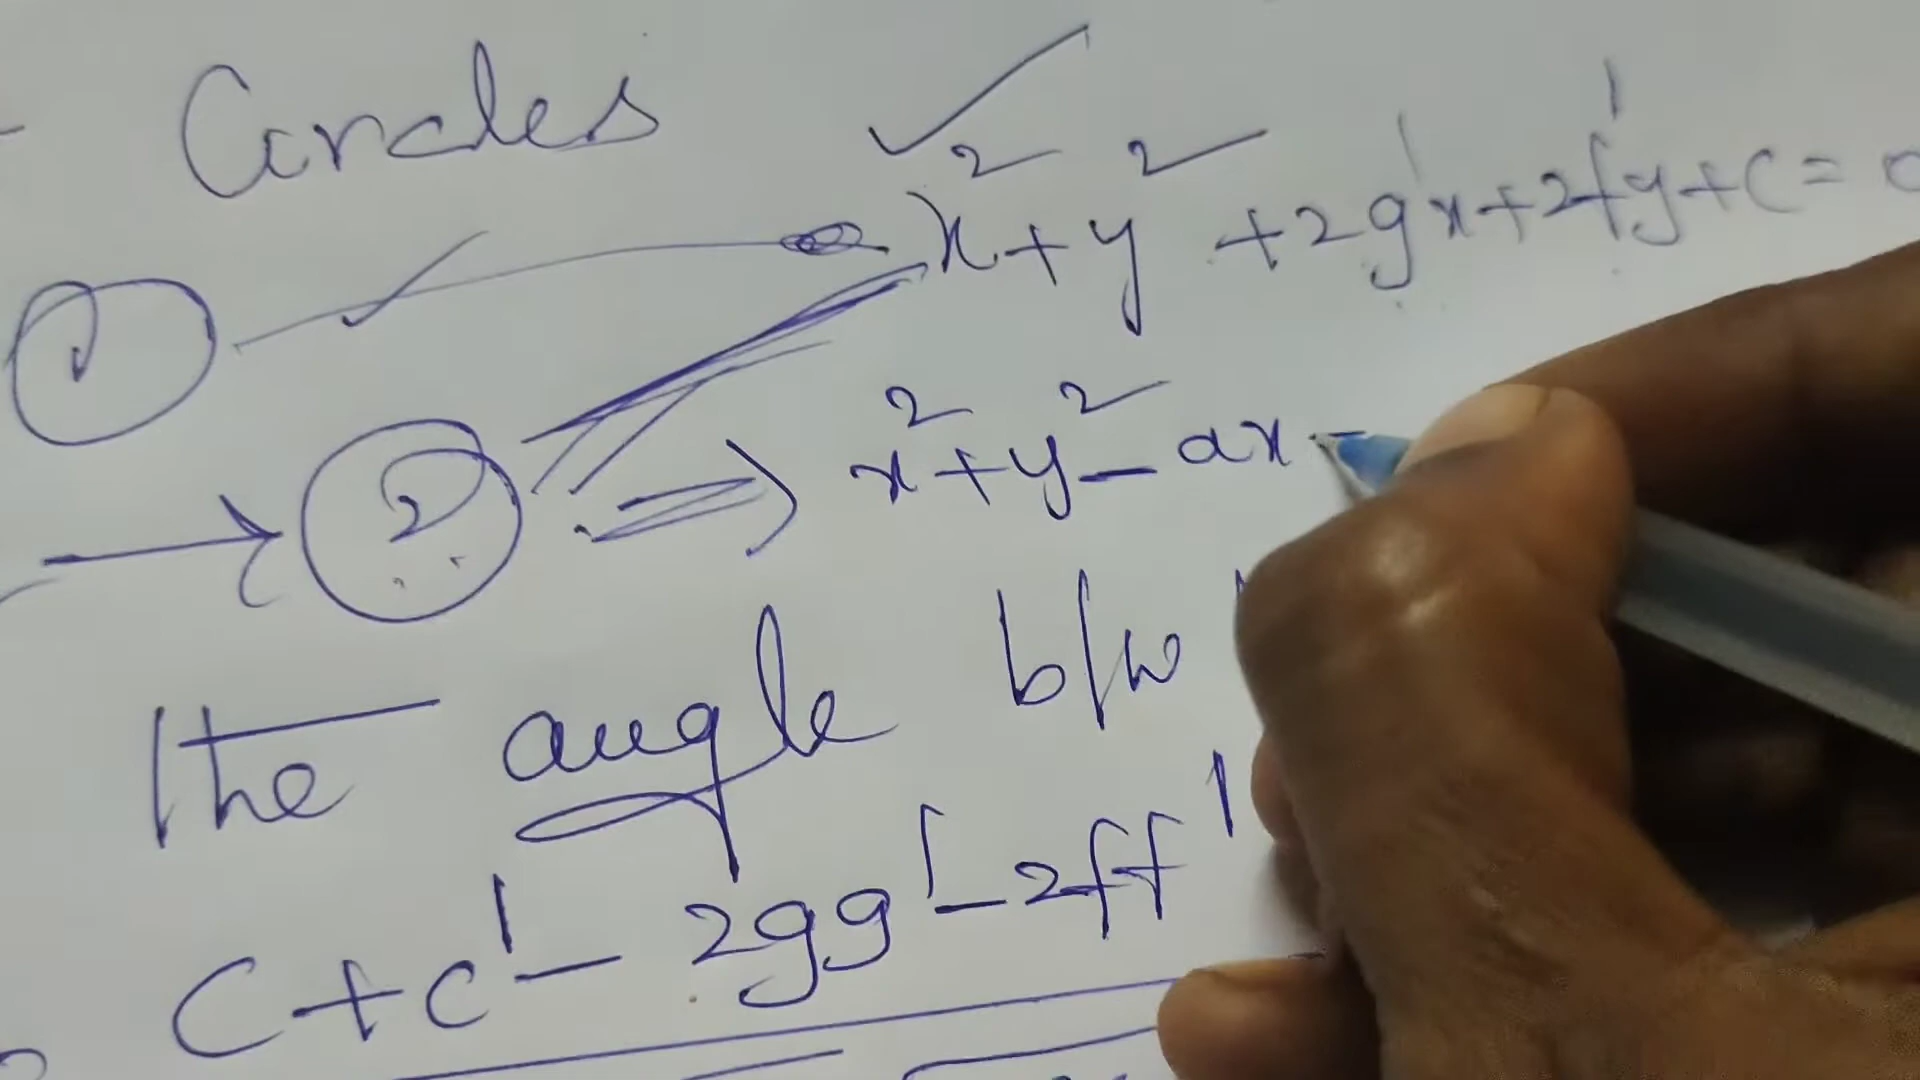 Circles
x² + y² + 2g'x + 2f'y + c = 0
1
2 ⇒ x² + y² - ax -
The angle b/w
c + c' - 2gg' - 2ff'